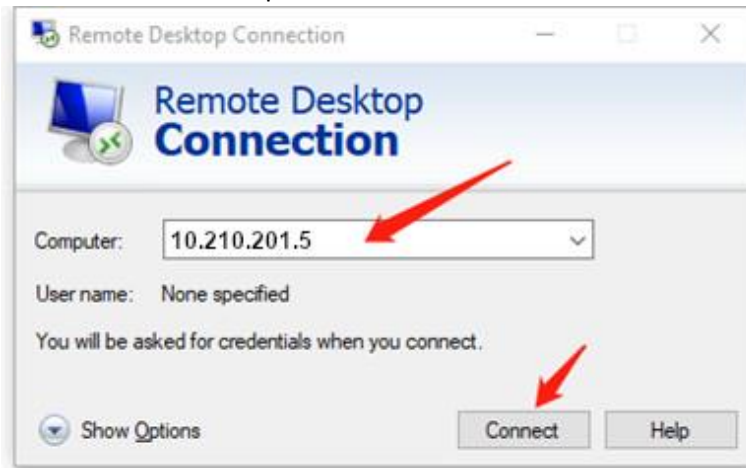 Remote Desktop Connection
Remote Desktop
Connection
Computer: 10.210.201.5
User name: None specified
You will be asked for credentials when you connect.
Show Options Connect Help